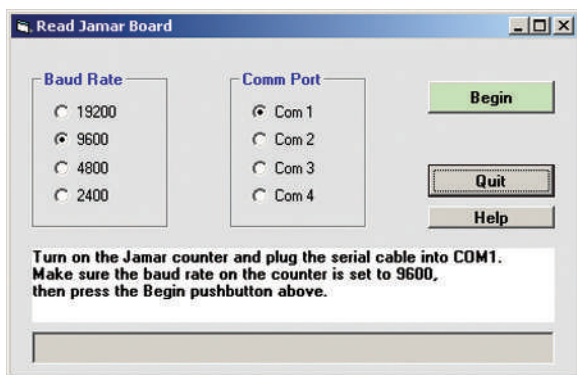 Read Jamar Board
Baud Rate
19200
9600
4800
2400
Comm Port
Com 1
Com 2
Com 3
Com 4
Begin
Quit
Help
Turn on the Jamar counter and plug the serial cable into COM1.
Make sure the baud rate on the counter is set to 9600,
then press the Begin pushbutton above.